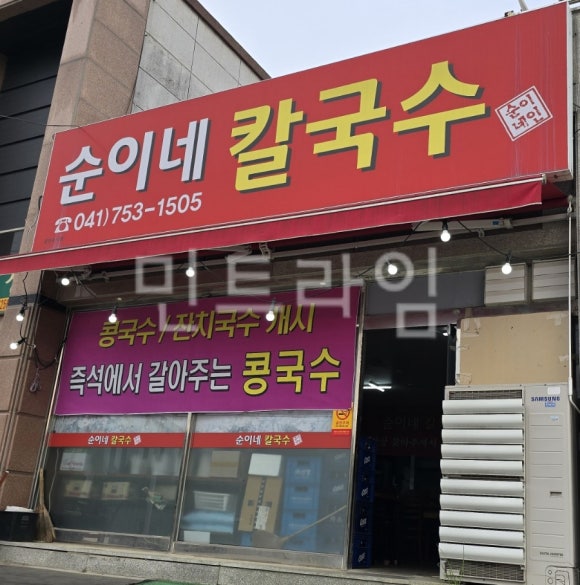 순이네 칼국수
순이
네인
☎041) 753-1505
민트라임
콩국수 / 잔치국수 개시
즉석에서 갈아주는 콩국수
순이네 칼국수
순이네 칼국수
SAMSUNG